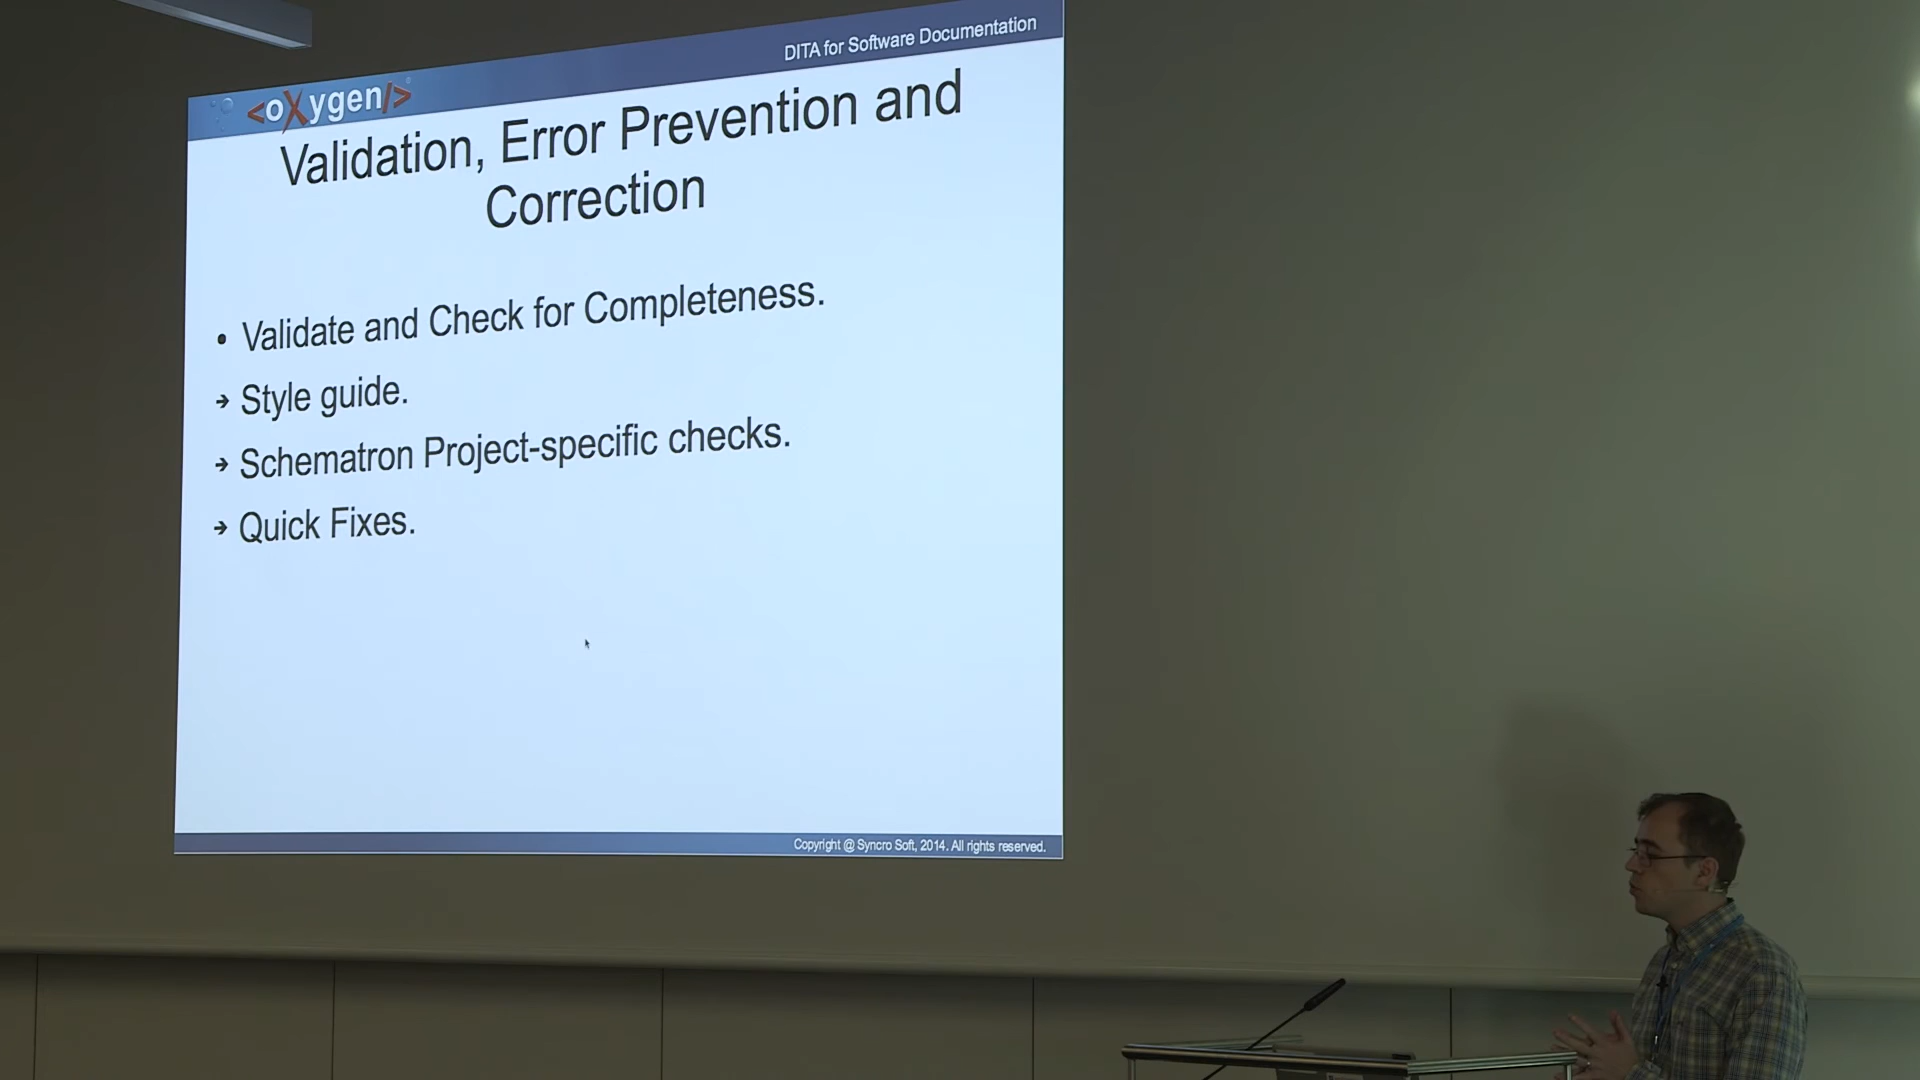 DITA for Software Documentation
<oXygen/>
Validation, Error Prevention and
Correction
• Validate and Check for Completeness.
→ Style guide.
→ Schematron Project-specific checks.
→ Quick Fixes.
Copyright @ Syncro Soft, 2014. All rights reserved.